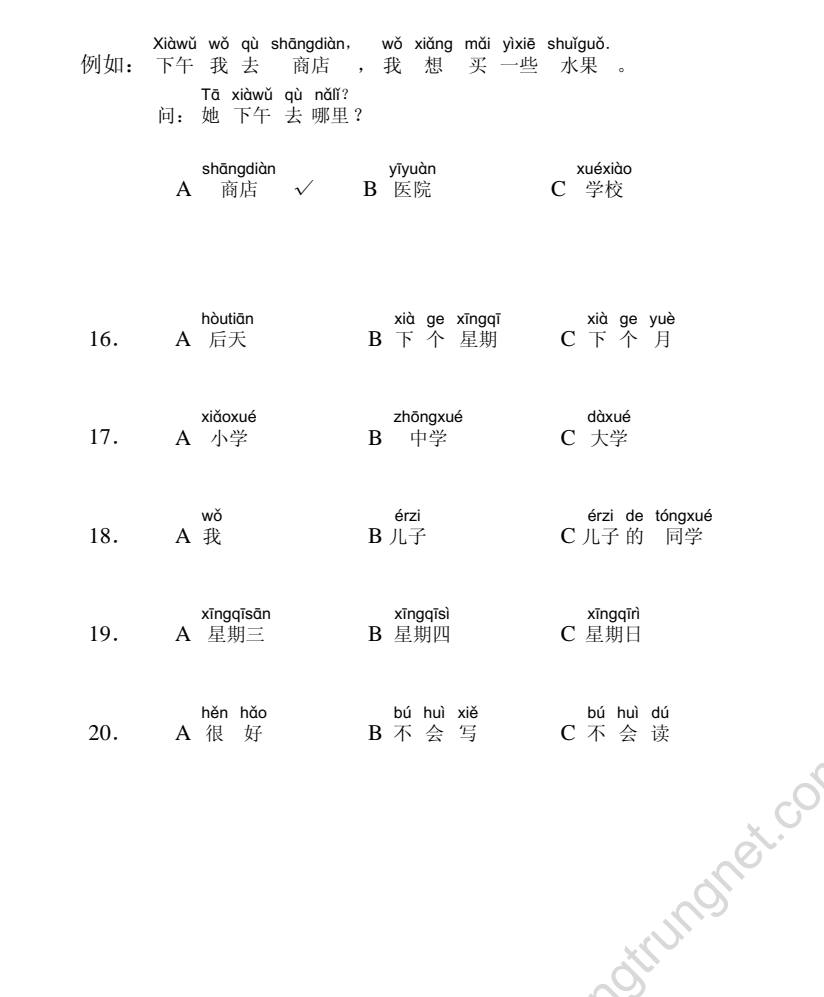 Xiàwǔ wǒ qù shāngdiàn, wǒ xiǎng mǎi yìxiē shuǐguǒ.
例如： 下午 我 去 商店 ， 我 想 买 一些 水果 。
Tā xiàwǔ qù nǎlǐ?
问： 她 下午 去 哪里？
shāngdiàn yīyuàn xuéxiào
A 商店 ✓ B 医院 C 学校
hòutiān xià ge xīngqī xià ge yuè
16. A 后天 B 下 个 星期 C 下 个 月
xiǎoxué zhōngxué dàxué
17. A 小学 B 中学 C 大学
wǒ érzi érzi de tóngxué
18. A 我 B 儿子 C 儿子 的 同学
xīngqīsān xīngqīsì xīngqīrì
19. A 星期三 B 星期四 C 星期日
hěn hǎo bú huì xiě bú huì dú
20. A 很 好 B 不 会 写 C 不 会 读